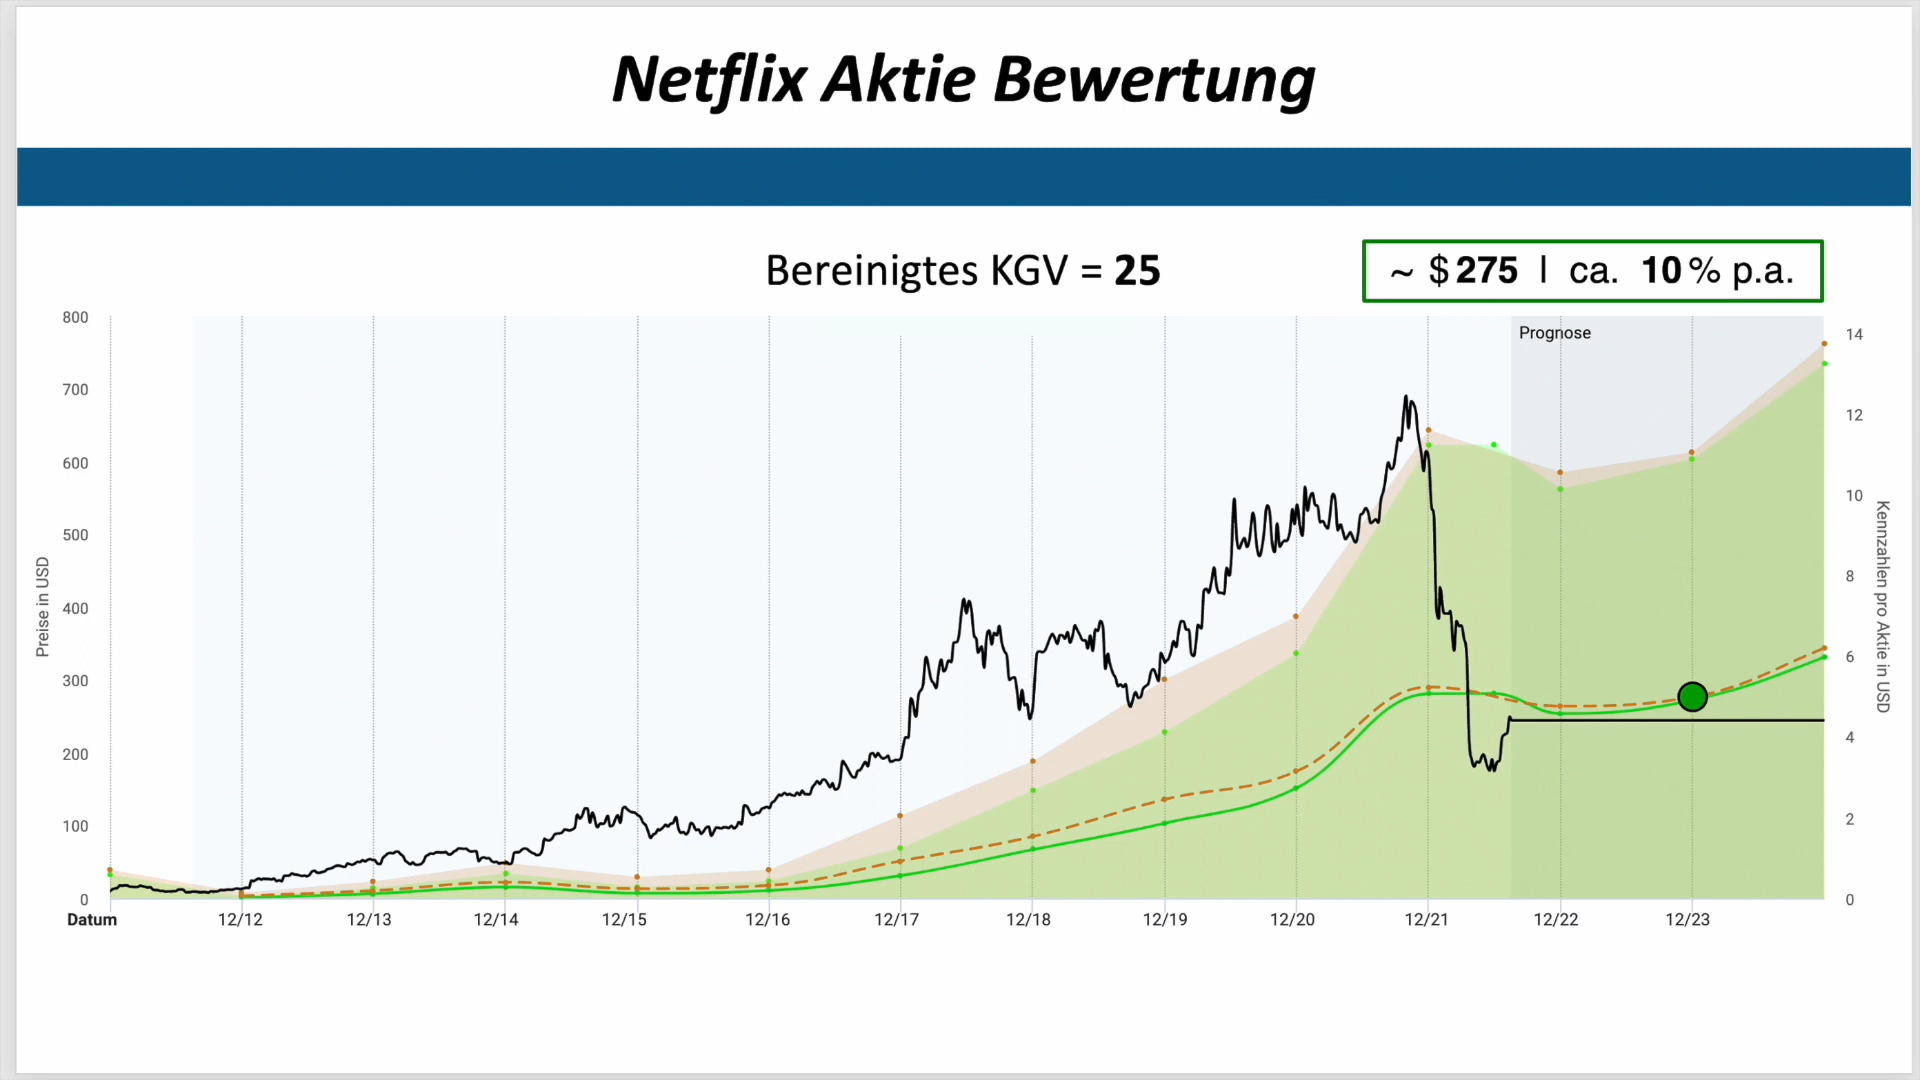 Netflix Aktie Bewertung
Bereinigtes KGV = 25
~ $ 275 | ca. 10 % p.a.
Prognose
800
700
600
500
400
300
200
100
0
Preise in USD
14
12
10
8
6
4
2
0
Kennzahlen pro Aktie in USD
Datum 12/12 12/13 12/14 12/15 12/16 12/17 12/18 12/19 12/20 12/21 12/22 12/23